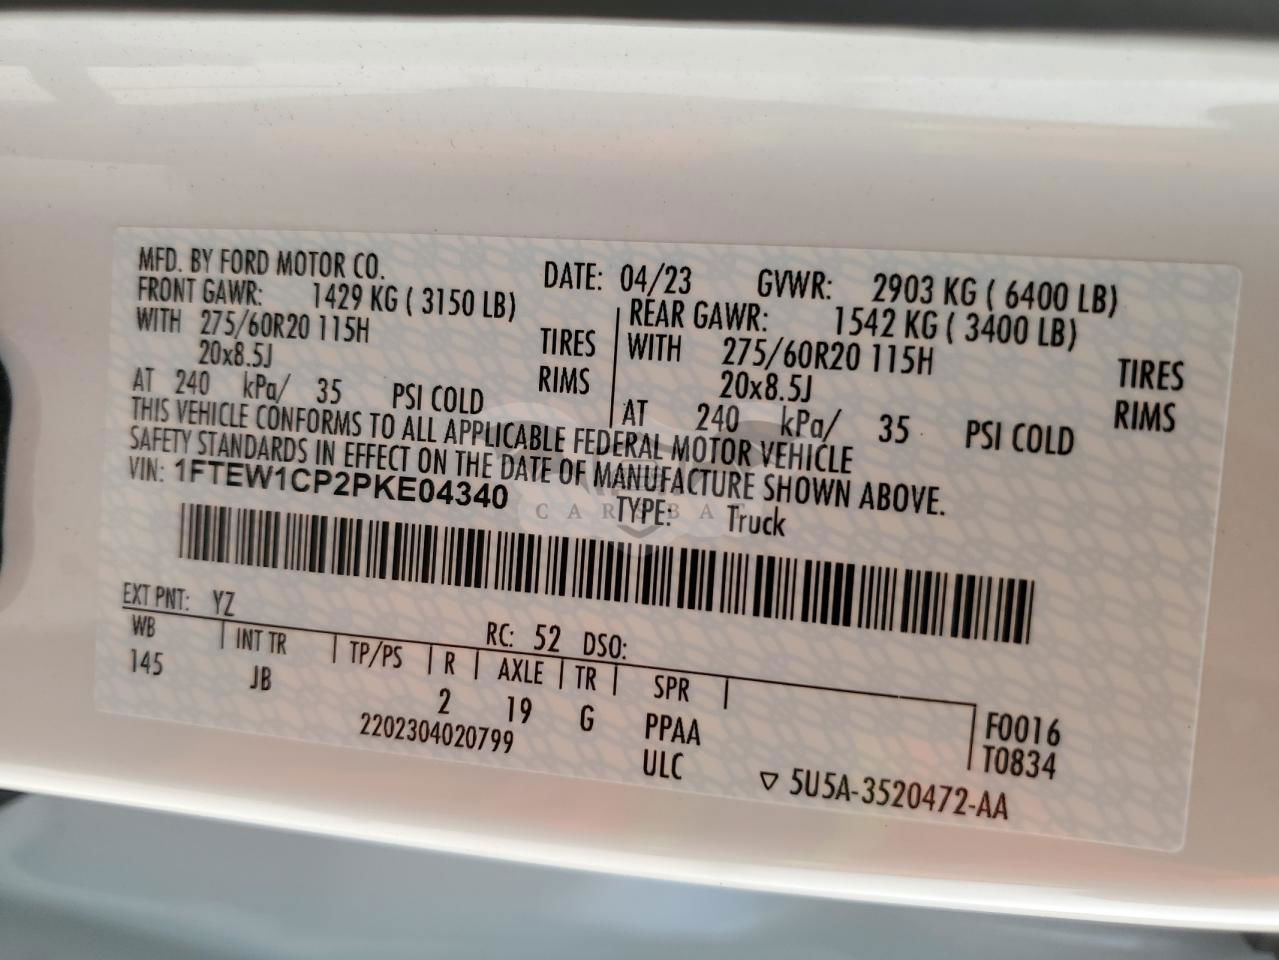 MFD. BY FORD MOTOR CO. DATE: 04/23 GVWR: 2903 KG ( 6400 LB)
FRONT GAWR: 1429 KG ( 3150 LB) REAR GAWR: 1542 KG ( 3400 LB)
WITH 275/60R20 115H TIRES WITH 275/60R20 115H TIRES
20x8.5J RIMS 20x8.5J RIMS
AT 240 kPa/ 35 PSI COLD AT 240 kPa/ 35 PSI COLD
THIS VEHICLE CONFORMS TO ALL APPLICABLE FEDERAL MOTOR VEHICLE
SAFETY STANDARDS IN EFFECT ON THE DATE OF MANUFACTURE SHOWN ABOVE.
VIN: 1FTEW1CP2PKE04340 TYPE: Truck
EXT PNT: YZ RC: 52 DSO:
WB INT TR TP/PS R AXLE TR SPR
145 JB 2 19 G PPAA F0016
2202304020799 ULC T0834
▽ 5U5A-3520472-AA